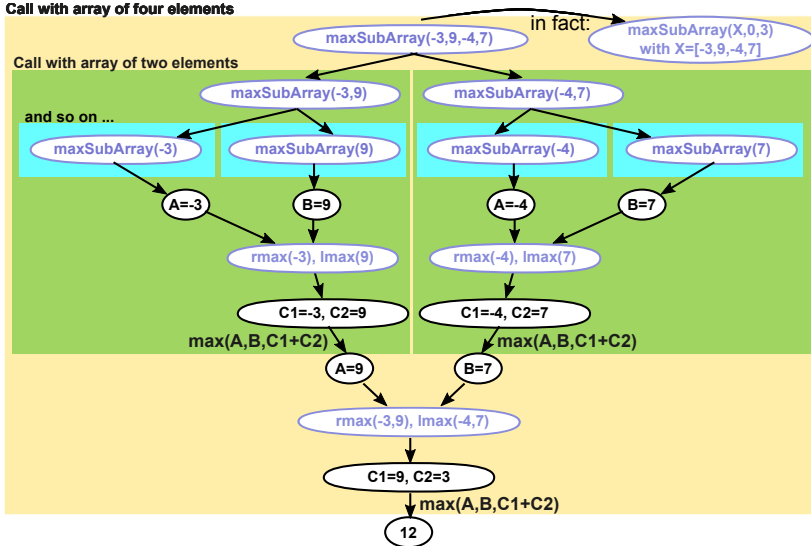 Call with array of four elements
maxSubArray(-3,9,-4,7)
in fact:
maxSubArray(X,0,3)
with X=[-3,9,-4,7]
Call with array of two elements
maxSubArray(-3,9)
maxSubArray(-4,7)
and so on ...
maxSubArray(-3)
maxSubArray(9)
maxSubArray(-4)
maxSubArray(7)
A=-3
B=9
A=-4
B=7
rmax(-3), lmax(9)
rmax(-4), lmax(7)
C1=-3, C2=9
C1=-4, C2=7
max(A,B,C1+C2)
max(A,B,C1+C2)
A=9
B=7
rmax(-3,9), lmax(-4,7)
C1=9, C2=3
max(A,B,C1+C2)
12